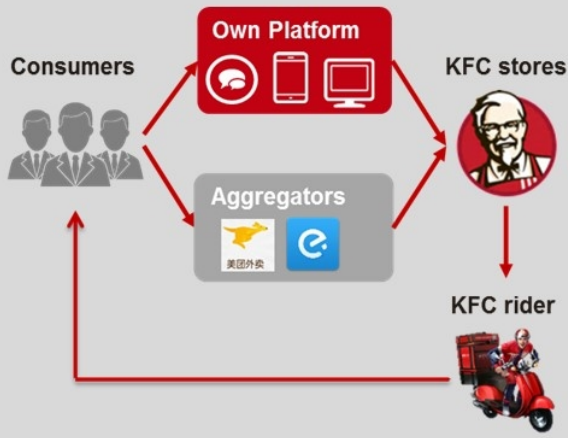 Own Platform
Consumers
KFC stores
Aggregators
美团外卖
KFC rider